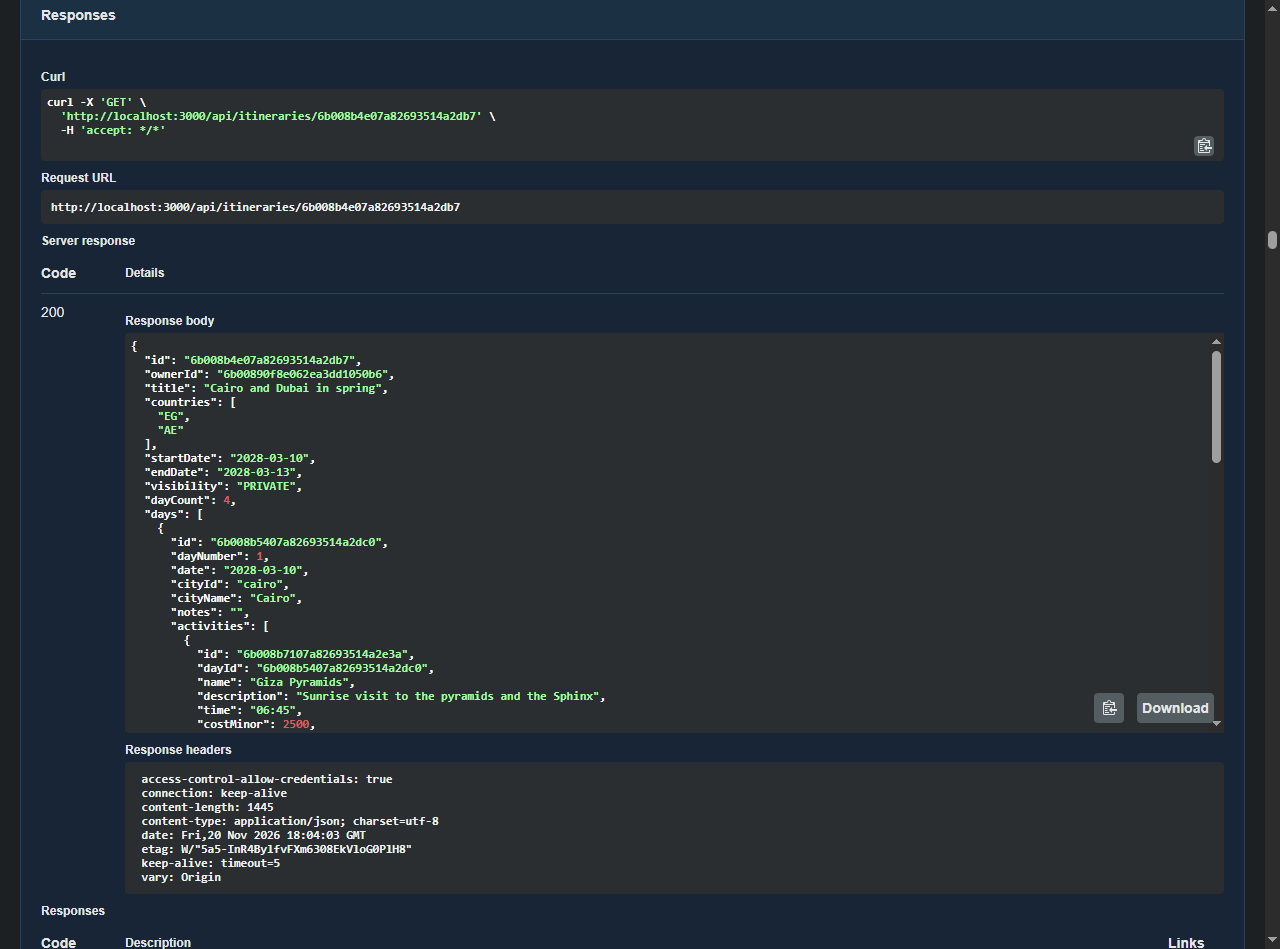 Responses
Curl
curl -X 'GET' \
  'http://localhost:3000/api/itineraries/6b008b4e07a82693514a2db7' \
  -H 'accept: */*'
Request URL
http://localhost:3000/api/itineraries/6b008b4e07a82693514a2db7
Server response
Code Details
200
Response body
{
  "id": "6b008b4e07a82693514a2db7",
  "ownerId": "6b00890f8e062ea3dd1050b6",
  "title": "Cairo and Dubai in spring",
  "countries": [
    "EG",
    "AE"
  ],
  "startDate": "2028-03-10",
  "endDate": "2028-03-13",
  "visibility": "PRIVATE",
  "dayCount": 4,
  "days": [
    {
      "id": "6b008b5407a82693514a2dc0",
      "dayNumber": 1,
      "date": "2028-03-10",
      "cityId": "cairo",
      "cityName": "Cairo",
      "notes": "",
      "activities": [
        {
          "id": "6b008b7107a82693514a2e3a",
          "dayId": "6b008b5407a82693514a2dc0",
          "name": "Giza Pyramids",
          "description": "Sunrise visit to the pyramids and the Sphinx",
          "time": "06:45",
          "costMinor": 2500,
Download
Response headers
access-control-allow-credentials: true
connection: keep-alive
content-length: 1445
content-type: application/json; charset=utf-8
date: Fri,20 Nov 2026 18:04:03 GMT
etag: W/"5a5-InR4BylfvFXm6308EkVloG0PlH8"
keep-alive: timeout=5
vary: Origin
Responses
Code Description Links